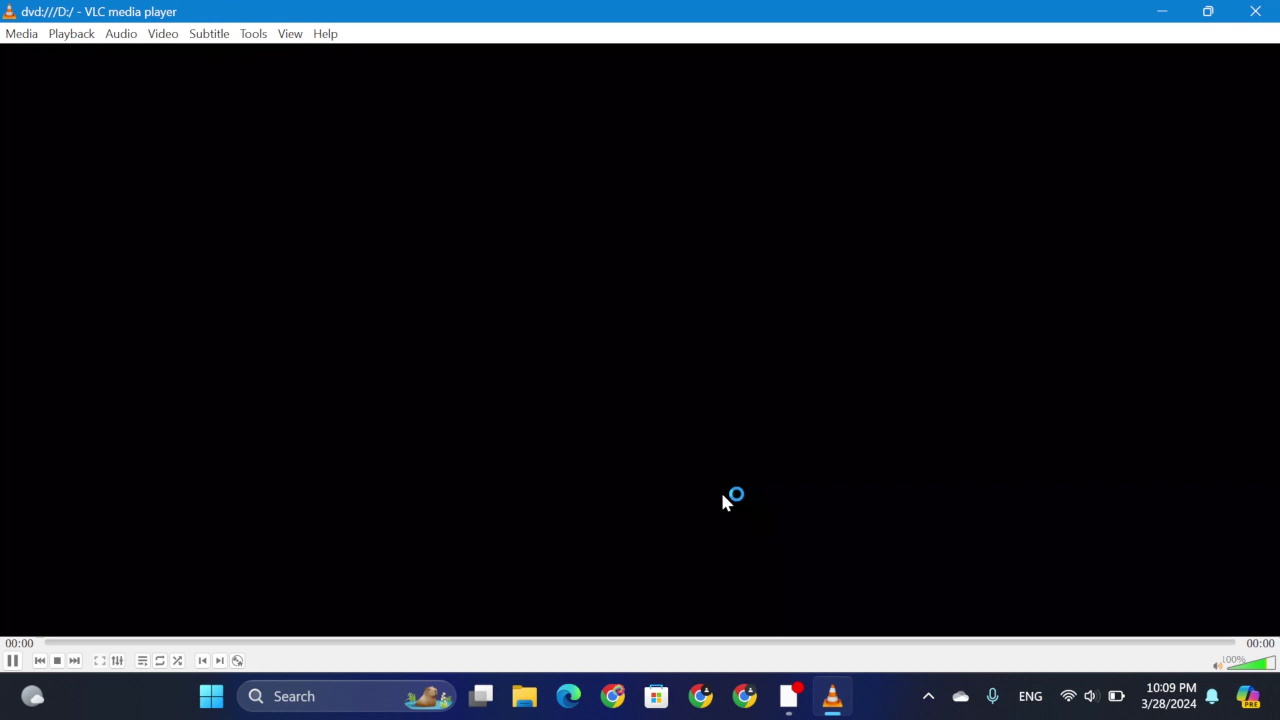 dvd:///D:/ - VLC media player
Media Playback Audio Video Subtitle Tools View Help
00:00 00:00
100%
Search
ENG
10:09 PM
3/28/2024
PRE